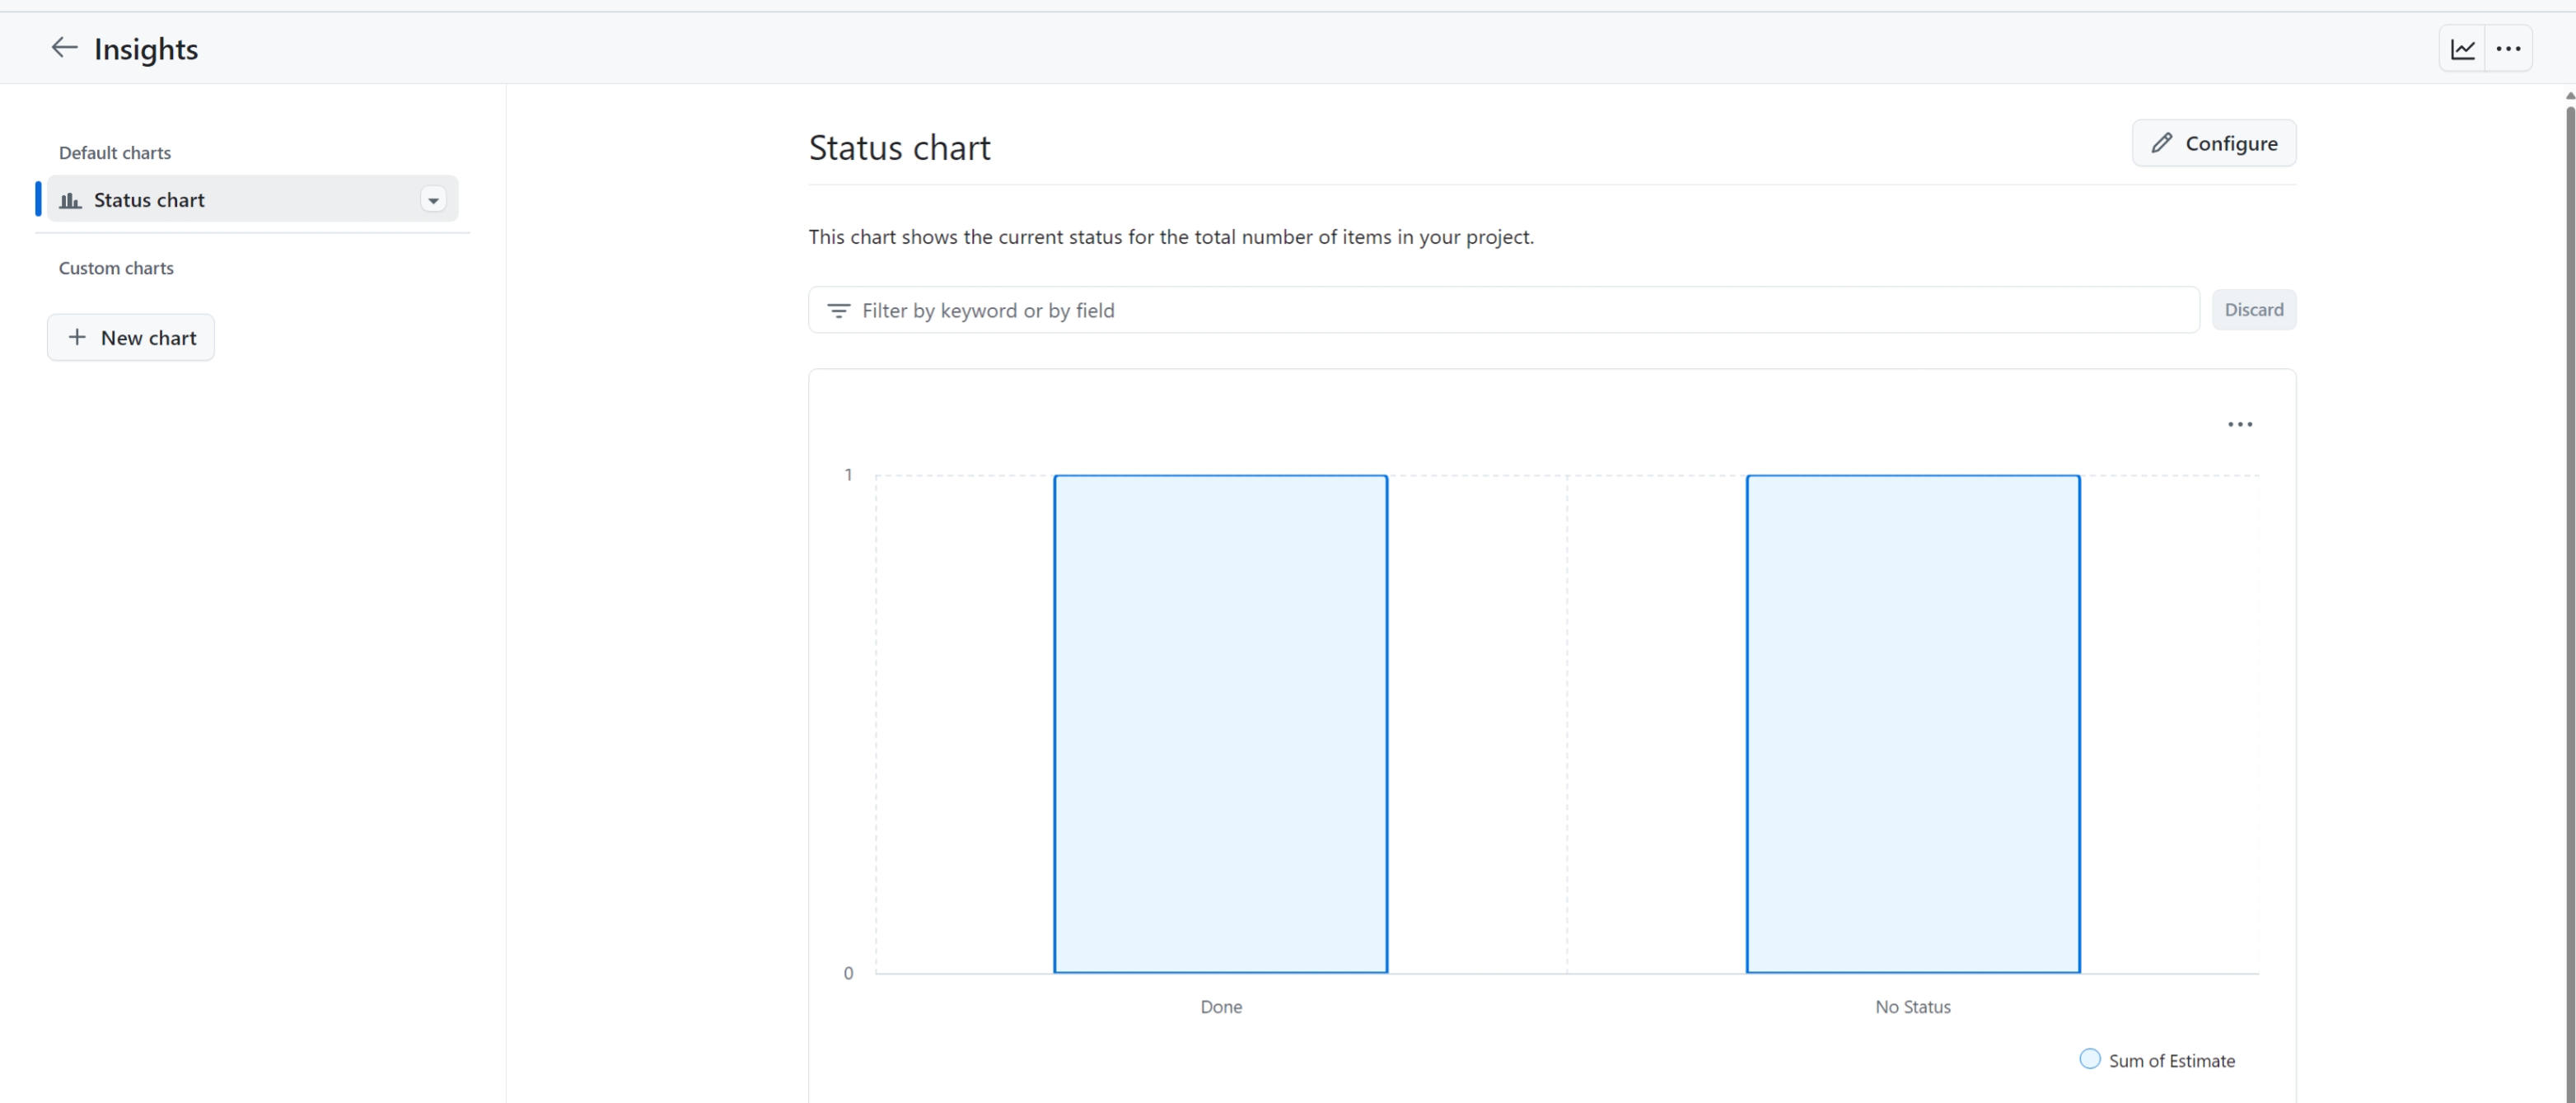 Insights
Default charts
Status chart
Custom charts
New chart
Status chart
Configure
This chart shows the current status for the total number of items in your project.
Filter by keyword or by field
Discard
1
0
Done
No Status
Sum of Estimate